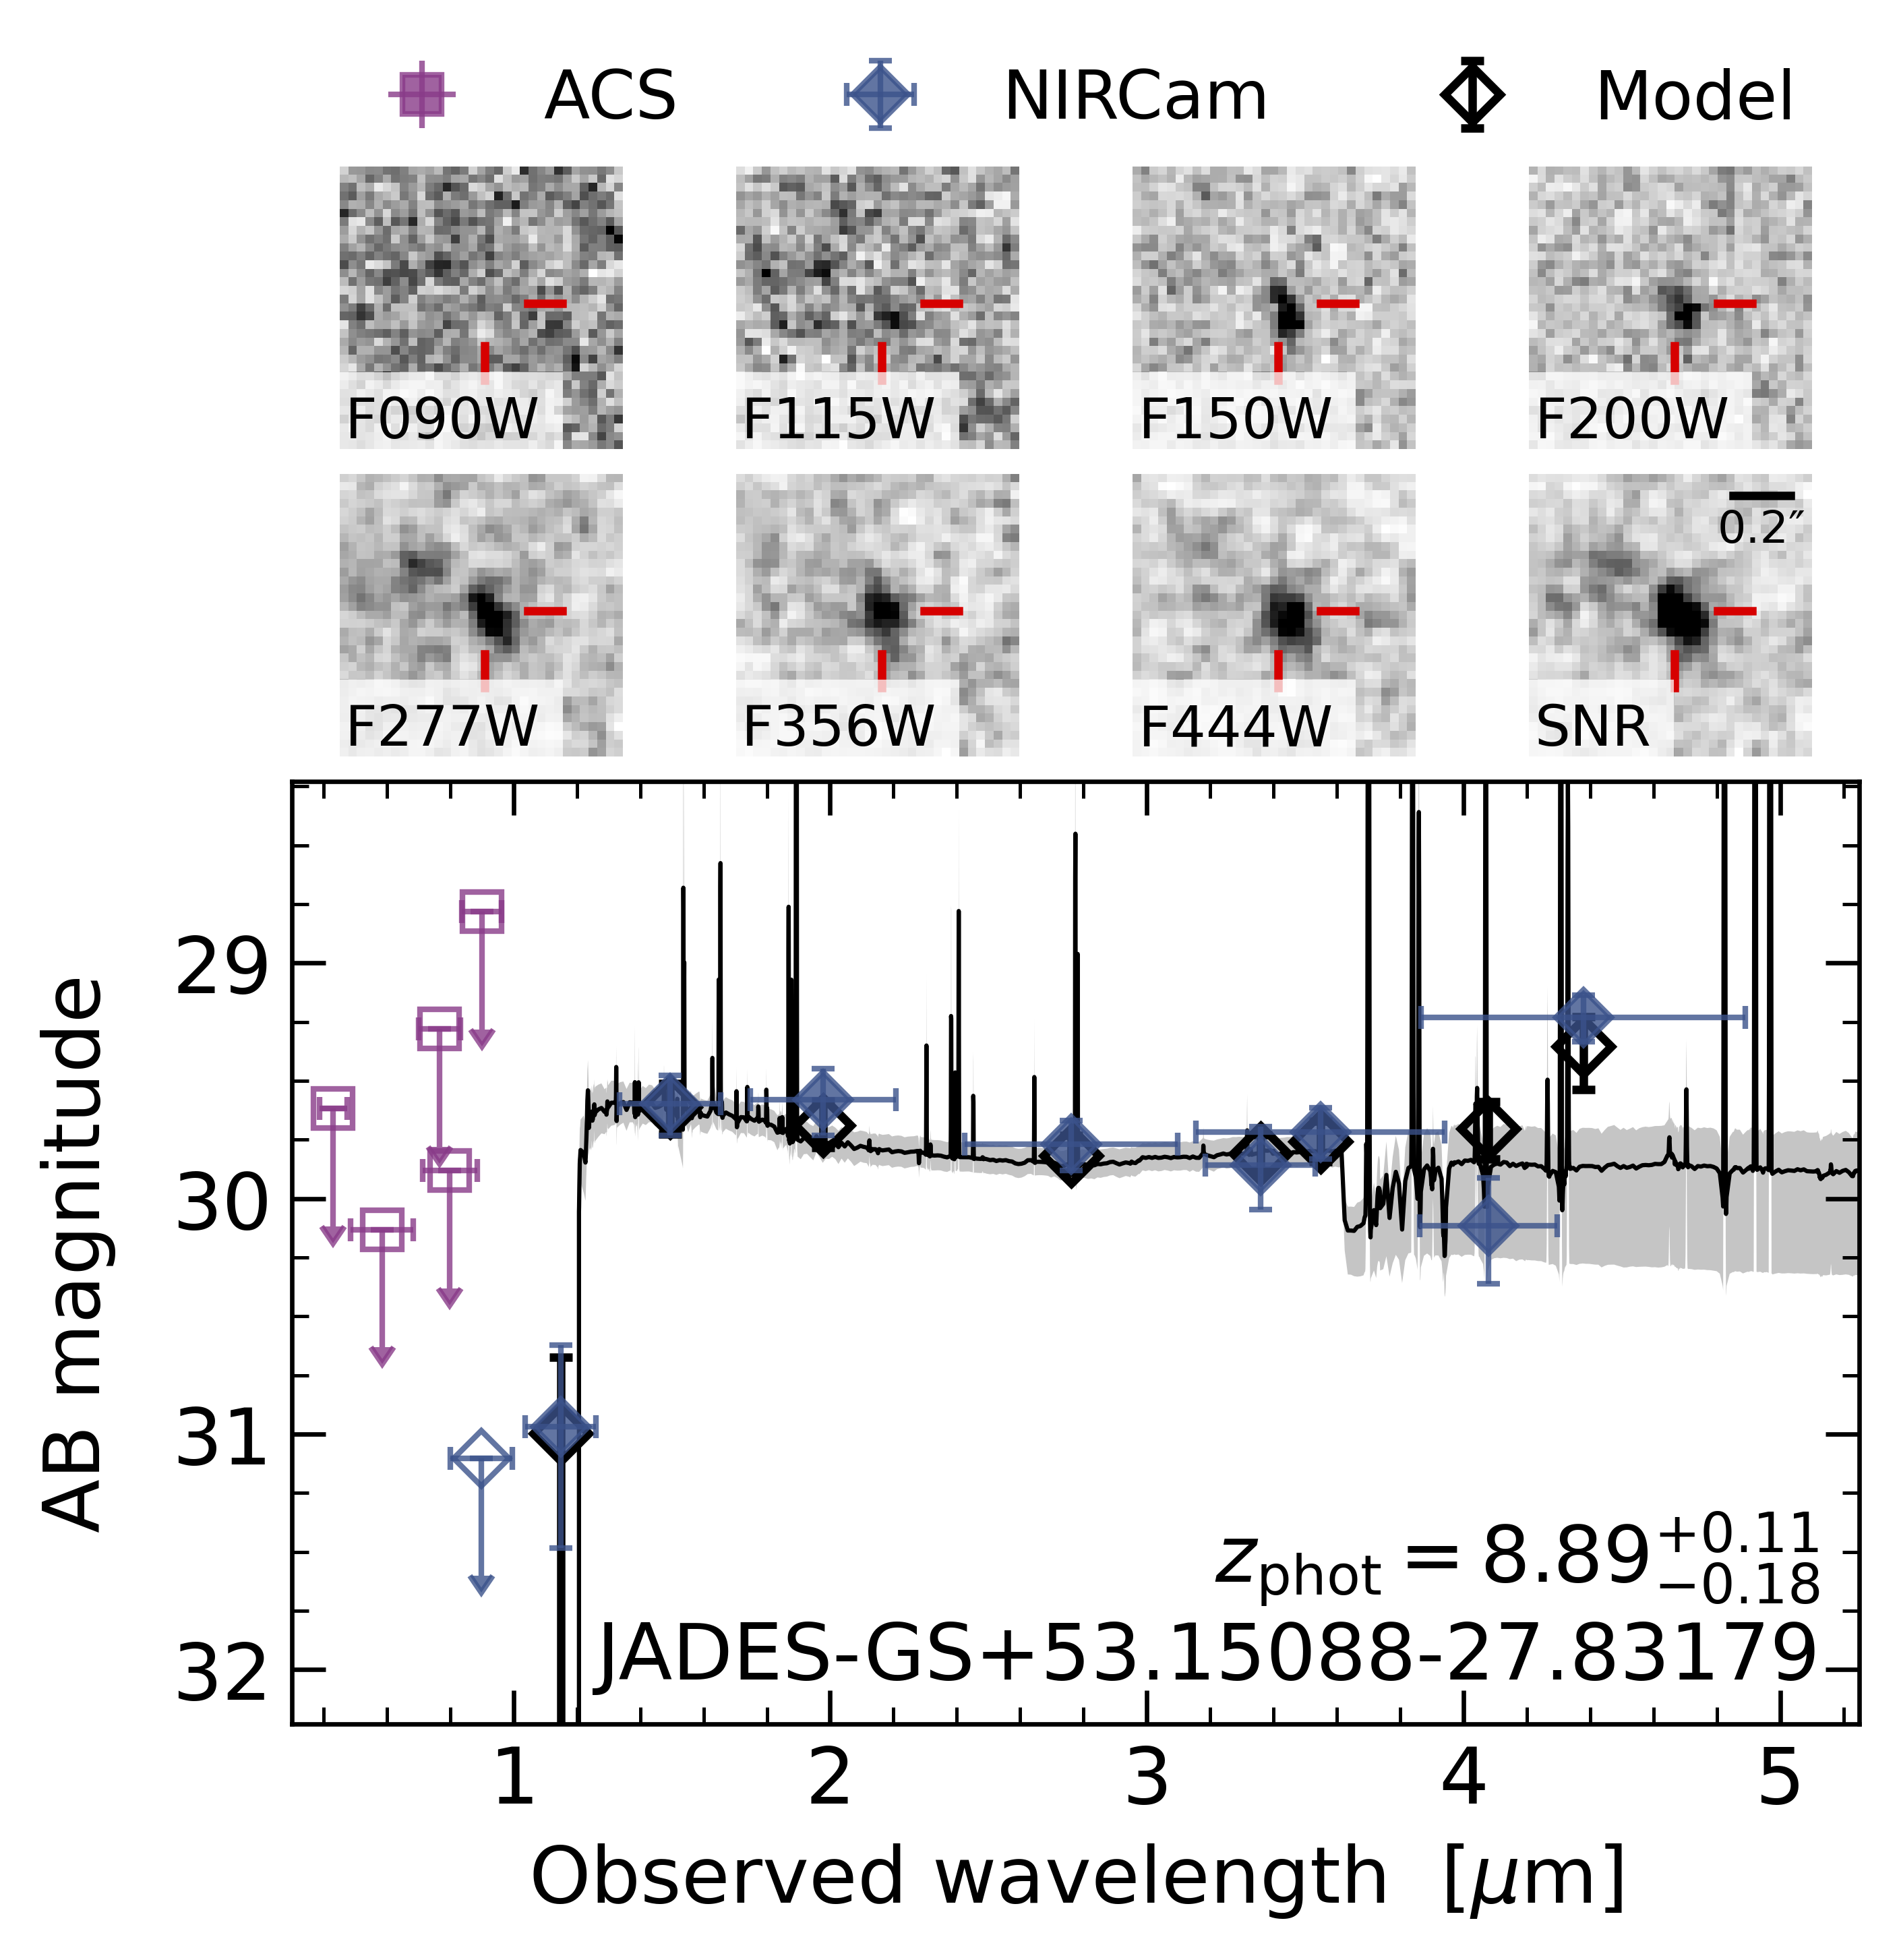 ACS NIRCam Model
F090W F115W F150W F200W
0.2″
F277W F356W F444W SNR
AB magnitude
29
30
31
32
z_phot = 8.89 +0.11 −0.18
JADES-GS+53.15088-27.83179
1 2 3 4 5
Observed wavelength [μm]